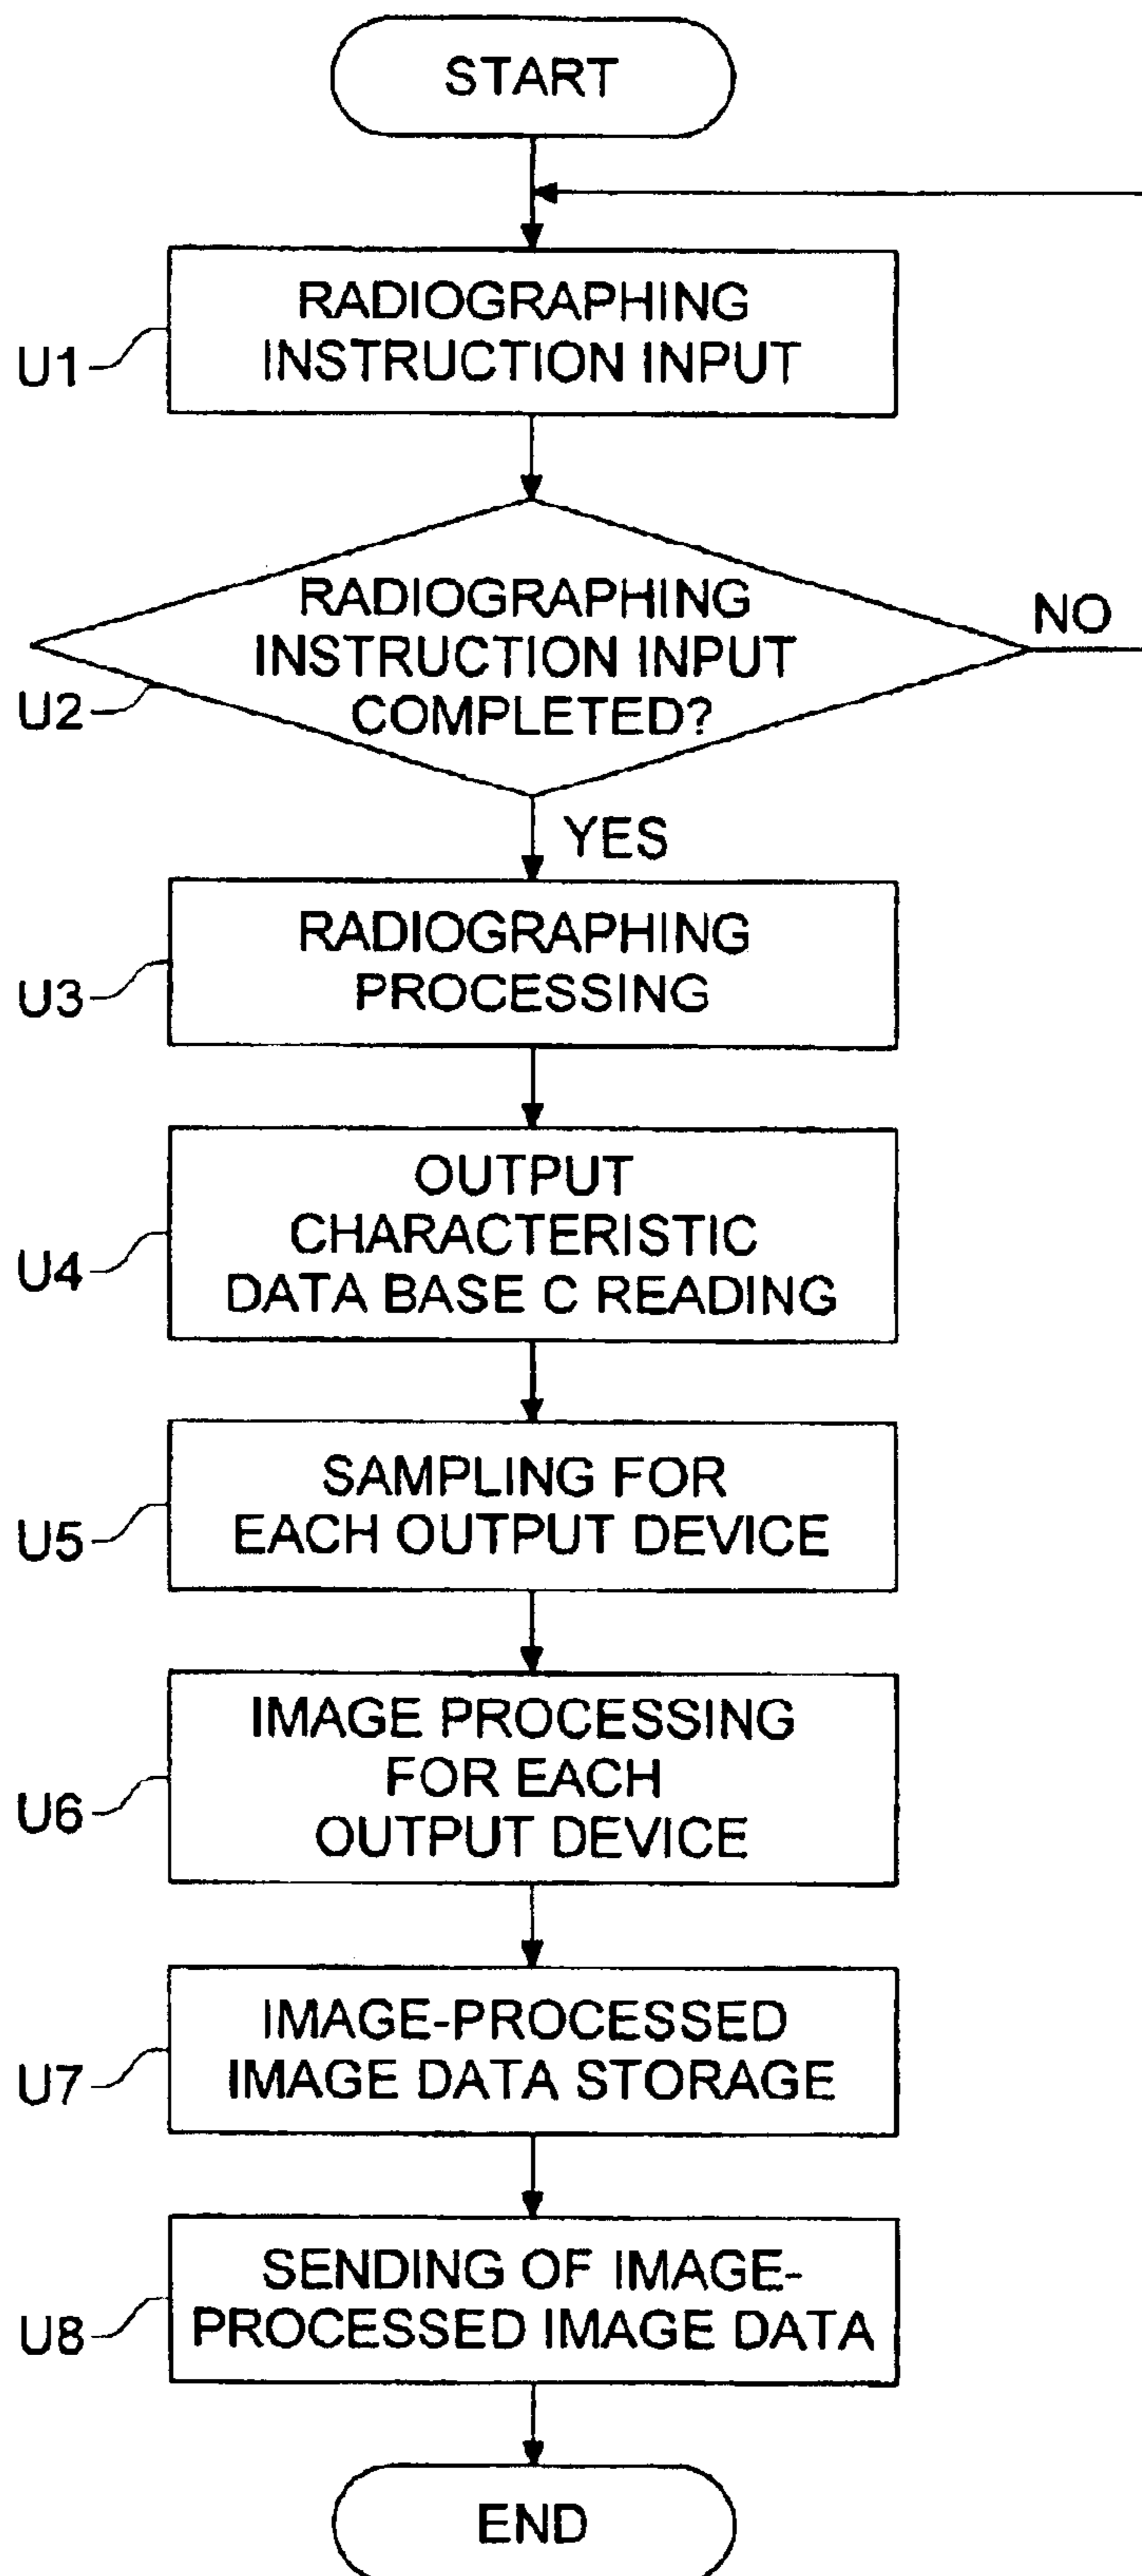 START
RADIOGRAPHING
INSTRUCTION INPUT
U1
RADIOGRAPHING
INSTRUCTION INPUT
COMPLETED?
NO
U2
YES
RADIOGRAPHING
PROCESSING
U3
OUTPUT
CHARACTERISTIC
DATA BASE C READING
U4
SAMPLING FOR
EACH OUTPUT DEVICE
U5
IMAGE PROCESSING
FOR EACH
OUTPUT DEVICE
U6
IMAGE-PROCESSED
IMAGE DATA STORAGE
U7
SENDING OF IMAGE-
PROCESSED IMAGE DATA
U8
END